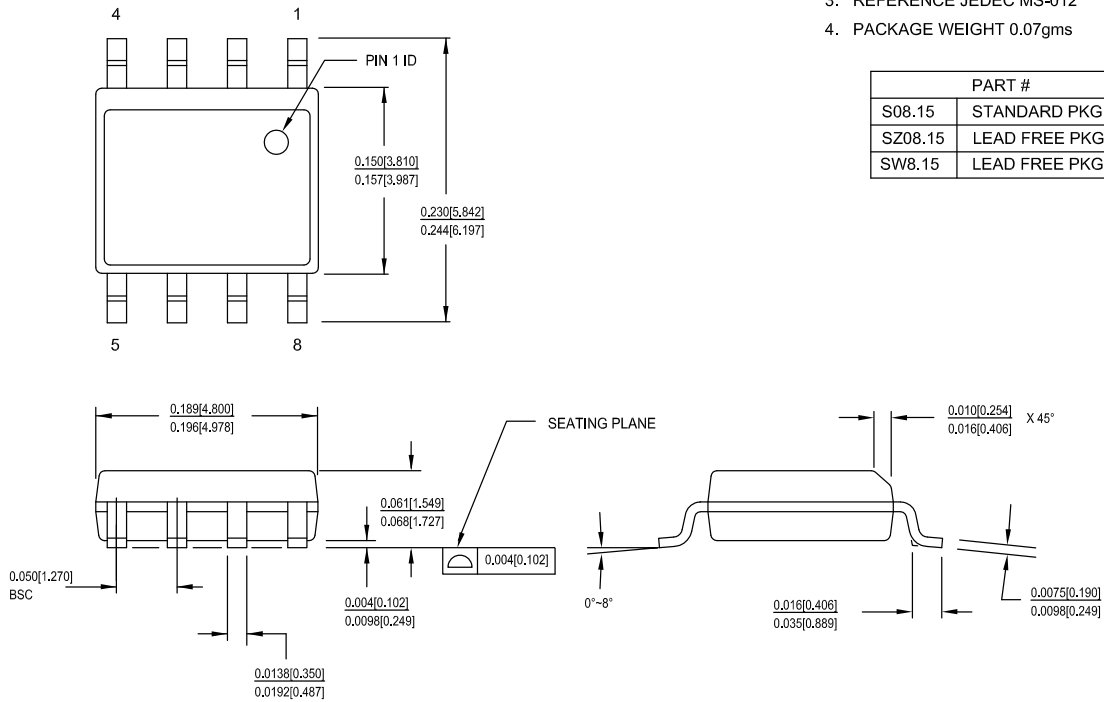 3. REFERENCE JEDEC MS-012
4. PACKAGE WEIGHT 0.07gms
PART #
S08.15 STANDARD PKG
SZ08.15 LEAD FREE PKG
SW8.15 LEAD FREE PKG
4 1
PIN 1 ID
0.150[3.810]
0.157[3.987]
0.230[5.842]
0.244[6.197]
5 8
0.189[4.800]
0.196[4.978]
SEATING PLANE
0.010[0.254]
0.016[0.406]
X 45°
0.061[1.549]
0.068[1.727]
0.004[0.102]
0.050[1.270]
BSC
0.004[0.102]
0.0098[0.249]
0°~8°
0.016[0.406]
0.035[0.889]
0.0075[0.190]
0.0098[0.249]
0.0138[0.350]
0.0192[0.487]